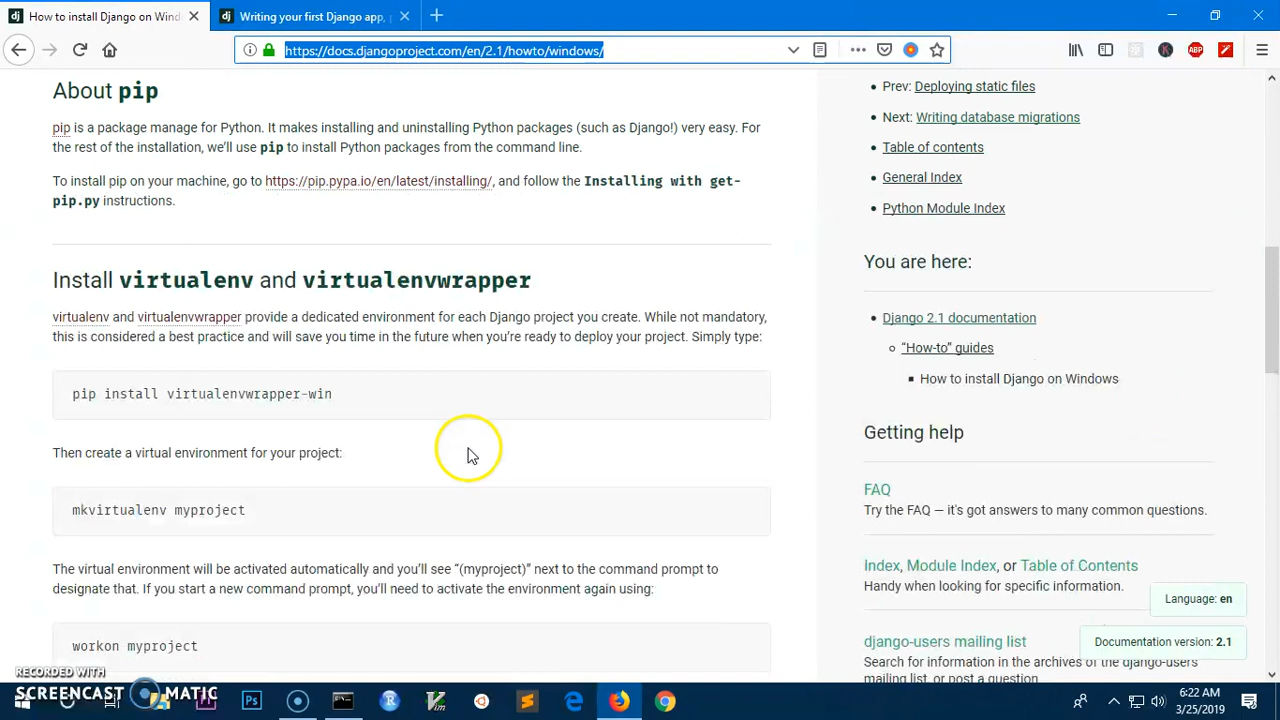 How to install Django on Wind
Writing your first Django app,
https://docs.djangoproject.com/en/2.1/howto/windows/
ABP
About pip
pip is a package manage for Python. It makes installing and uninstalling Python packages (such as Django!) very easy. For
the rest of the installation, we'll use pip to install Python packages from the command line.
To install pip on your machine, go to https://pip.pypa.io/en/latest/installing/, and follow the Installing with get-
pip.py instructions.
Install virtualenv and virtualenvwrapper
virtualenv and virtualenvwrapper provide a dedicated environment for each Django project you create. While not mandatory,
this is considered a best practice and will save you time in the future when you're ready to deploy your project. Simply type:
pip install virtualenvwrapper-win
Then create a virtual environment for your project:
mkvirtualenv myproject
The virtual environment will be activated automatically and you'll see "(myproject)" next to the command prompt to
designate that. If you start a new command prompt, you'll need to activate the environment again using:
workon myproject
Prev: Deploying static files
Next: Writing database migrations
Table of contents
General Index
Python Module Index
You are here:
Django 2.1 documentation
"How-to" guides
How to install Django on Windows
Getting help
FAQ
Try the FAQ — it's got answers to many common questions.
Index, Module Index, or Table of Contents
Handy when looking for specific information.
Language: en
django-users mailing list
Documentation version: 2.1
Search for information in the archives of the django-users
mailing list, or post a question.
RECORDED WITH
SCREENCAST MATIC
6:22 AM
3/25/2019